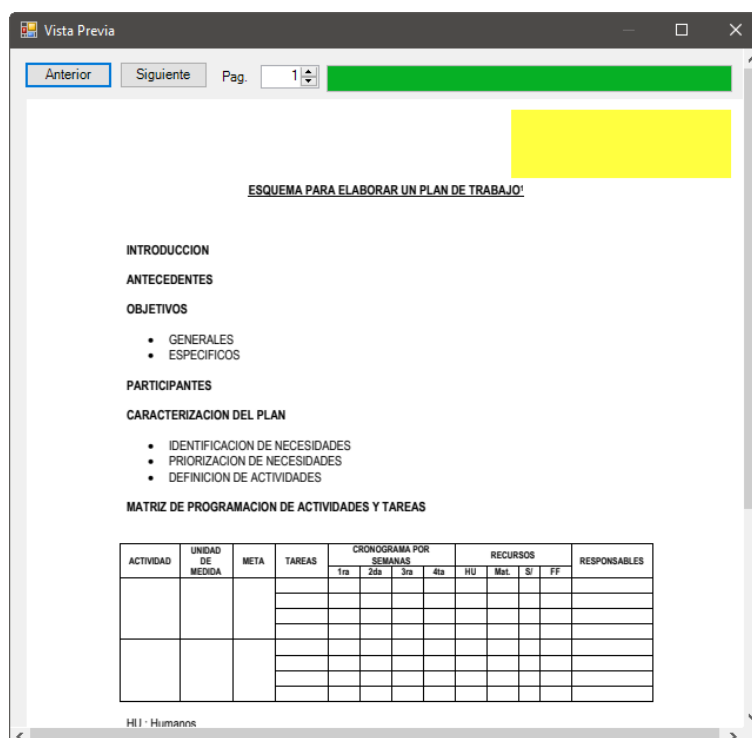 Vista Previa
Anterior Siguiente Pag. 1
ESQUEMA PARA ELABORAR UN PLAN DE TRABAJO¹
INTRODUCCION
ANTECEDENTES
OBJETIVOS
• GENERALES
• ESPECIFICOS
PARTICIPANTES
CARACTERIZACION DEL PLAN
• IDENTIFICACION DE NECESIDADES
• PRIORIZACION DE NECESIDADES
• DEFINICION DE ACTIVIDADES
MATRIZ DE PROGRAMACION DE ACTIVIDADES Y TAREAS
ACTIVIDAD UNIDAD DE MEDIDA META TAREAS CRONOGRAMA POR SEMANAS RECURSOS RESPONSABLES
1ra 2da 3ra 4ta HU Mat. S/ FF
HU : Humanos